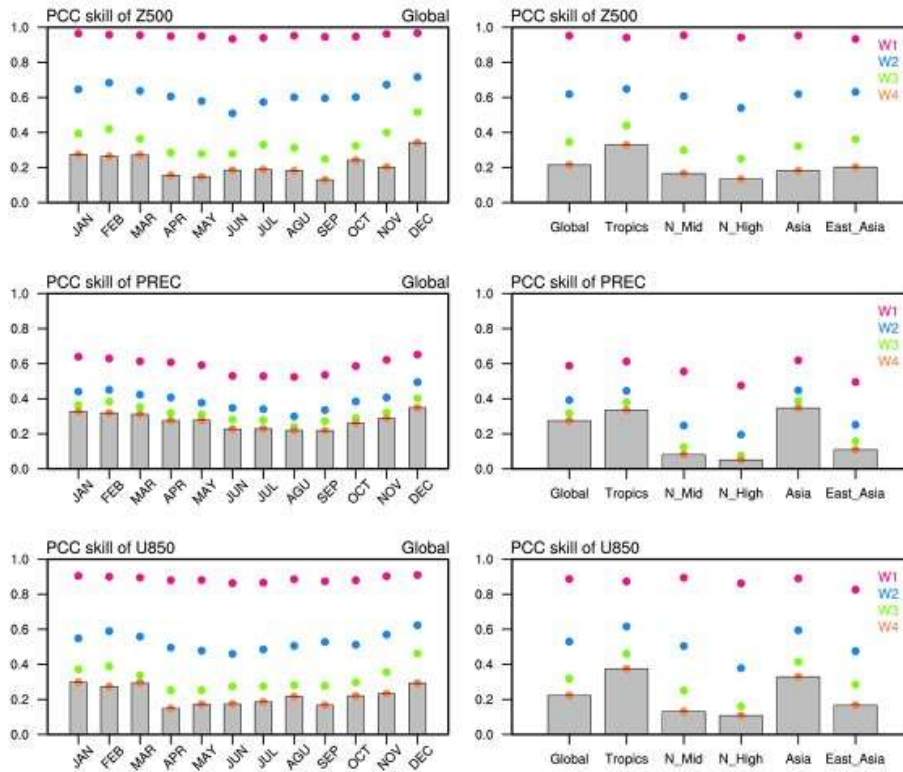 PCC skill of Z500 Global
1.0
0.8
0.6
0.4
0.2
0.0
JAN FEB MAR APR MAY JUN JUL AGU SEP OCT NOV DEC
PCC skill of Z500
1.0
0.8
0.6
0.4
0.2
0.0
W1
W2
W3
W4
Global Tropics N_Mid N_High Asia East_Asia
PCC skill of PREC Global
1.0
0.8
0.6
0.4
0.2
0.0
JAN FEB MAR APR MAY JUN JUL AGU SEP OCT NOV DEC
PCC skill of PREC
1.0
0.8
0.6
0.4
0.2
0.0
W1
W2
W3
W4
Global Tropics N_Mid N_High Asia East_Asia
PCC skill of U850 Global
1.0
0.8
0.6
0.4
0.2
0.0
JAN FEB MAR APR MAY JUN JUL AGU SEP OCT NOV DEC
PCC skill of U850
1.0
0.8
0.6
0.4
0.2
0.0
W1
W2
W3
W4
Global Tropics N_Mid N_High Asia East_Asia